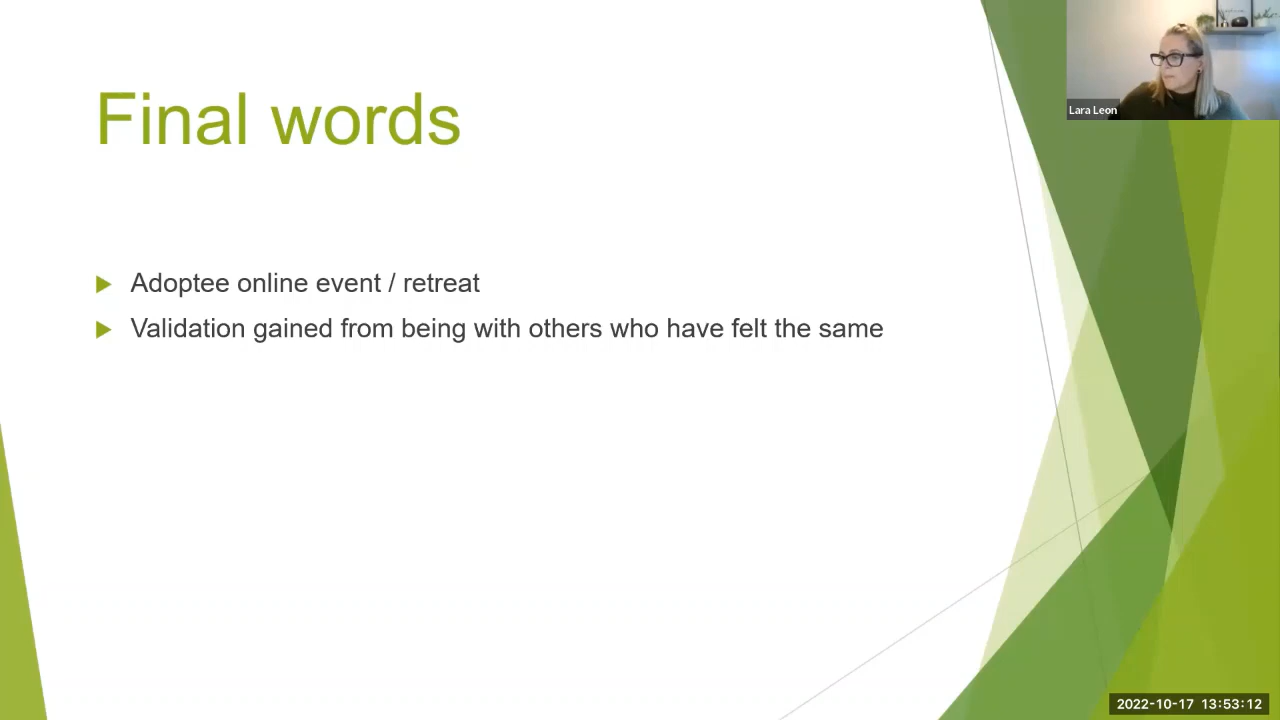 Final words
Lara Leon
Adoptee online event / retreat
Validation gained from being with others who have felt the same
2022-10-17 13:53:12